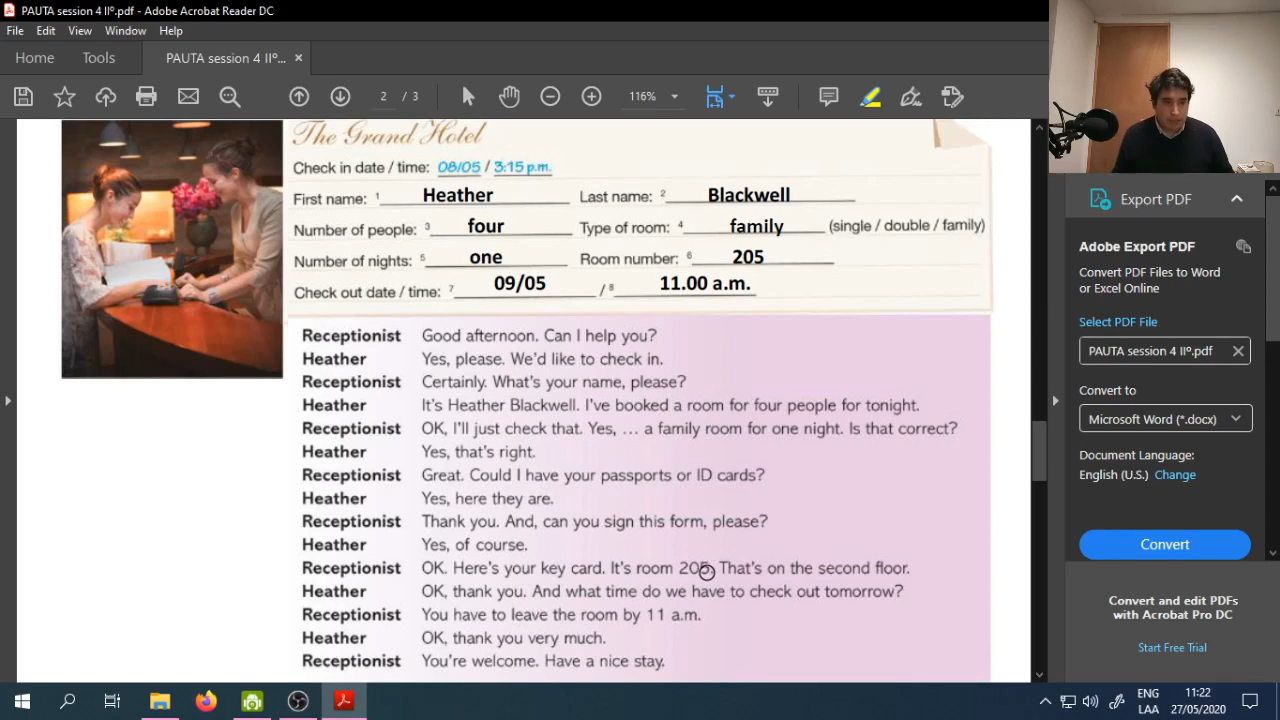 PAUTA session 4 IIº.pdf - Adobe Acrobat Reader DC
File Edit View Window Help
Home Tools PAUTA session 4 IIº... ×
2 / 3 116%
The Grand Hotel
Check in date / time: 08/05 / 3:15 p.m.
First name: 1 Heather Last name: 2 Blackwell
Number of people: 3 four Type of room: 4 family (single / double / family)
Number of nights: 5 one Room number: 6 205
Check out date / time: 7 09/05 / 8 11.00 a.m.
Receptionist Good afternoon. Can I help you?
Heather Yes, please. We'd like to check in.
Receptionist Certainly. What's your name, please?
Heather It's Heather Blackwell. I've booked a room for four people for tonight.
Receptionist OK, I'll just check that. Yes, … a family room for one night. Is that correct?
Heather Yes, that's right.
Receptionist Great. Could I have your passports or ID cards?
Heather Yes, here they are.
Receptionist Thank you. And, can you sign this form, please?
Heather Yes, of course.
Receptionist OK. Here's your key card. It's room 205. That's on the second floor.
Heather OK, thank you. And what time do we have to check out tomorrow?
Receptionist You have to leave the room by 11 a.m.
Heather OK, thank you very much.
Receptionist You're welcome. Have a nice stay.
Export PDF
Adobe Export PDF
Convert PDF Files to Word
or Excel Online
Select PDF File
PAUTA session 4 IIº.pdf
Convert to
Microsoft Word (*.docx)
Document Language:
English (U.S.) Change
Convert
Convert and edit PDFs
with Acrobat Pro DC
Start Free Trial
ENG 11:22
LAA 27/05/2020